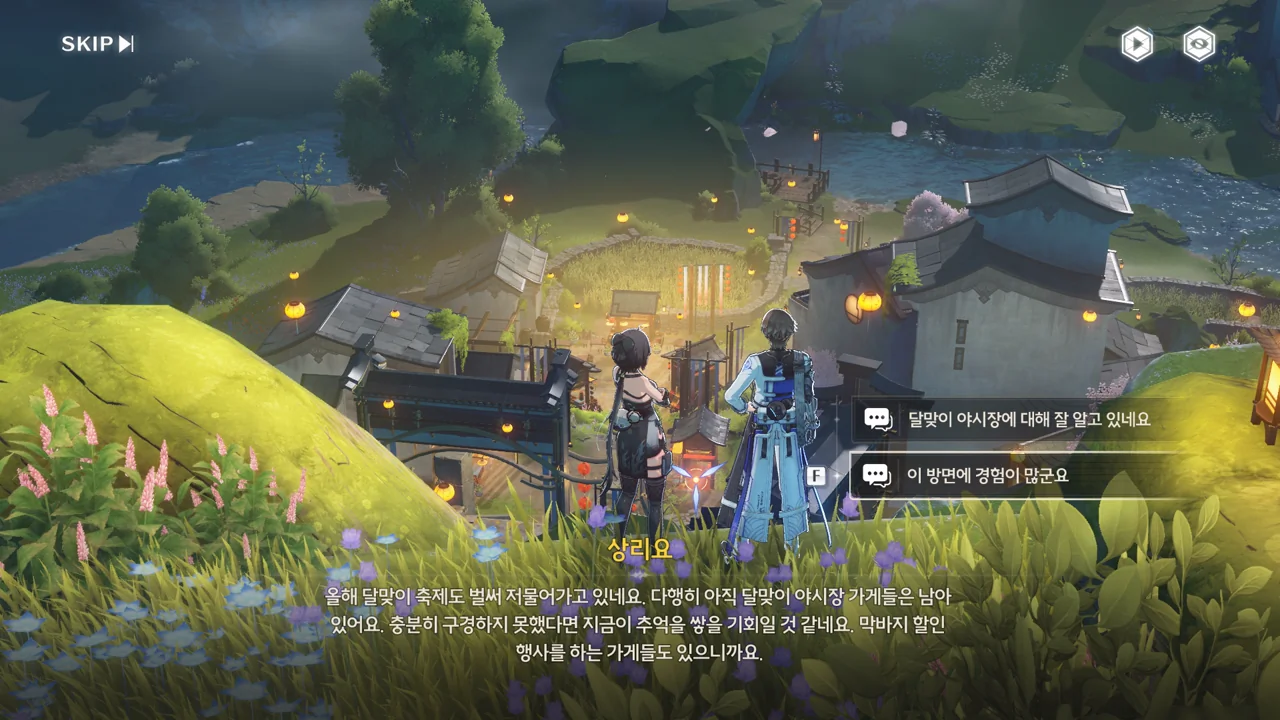 SKIP
달맞이 야시장에 대해 잘 알고 있네요
F
이 방면에 경험이 많군요
상리요
올해 달맞이 축제도 벌써 저물어가고 있네요. 다행히 아직 달맞이 야시장 가게들은 남아
있어요. 충분히 구경하지 못했다면 지금이 추억을 쌓을 기회일 것 같네요. 막바지 할인
행사를 하는 가게들도 있으니까요.